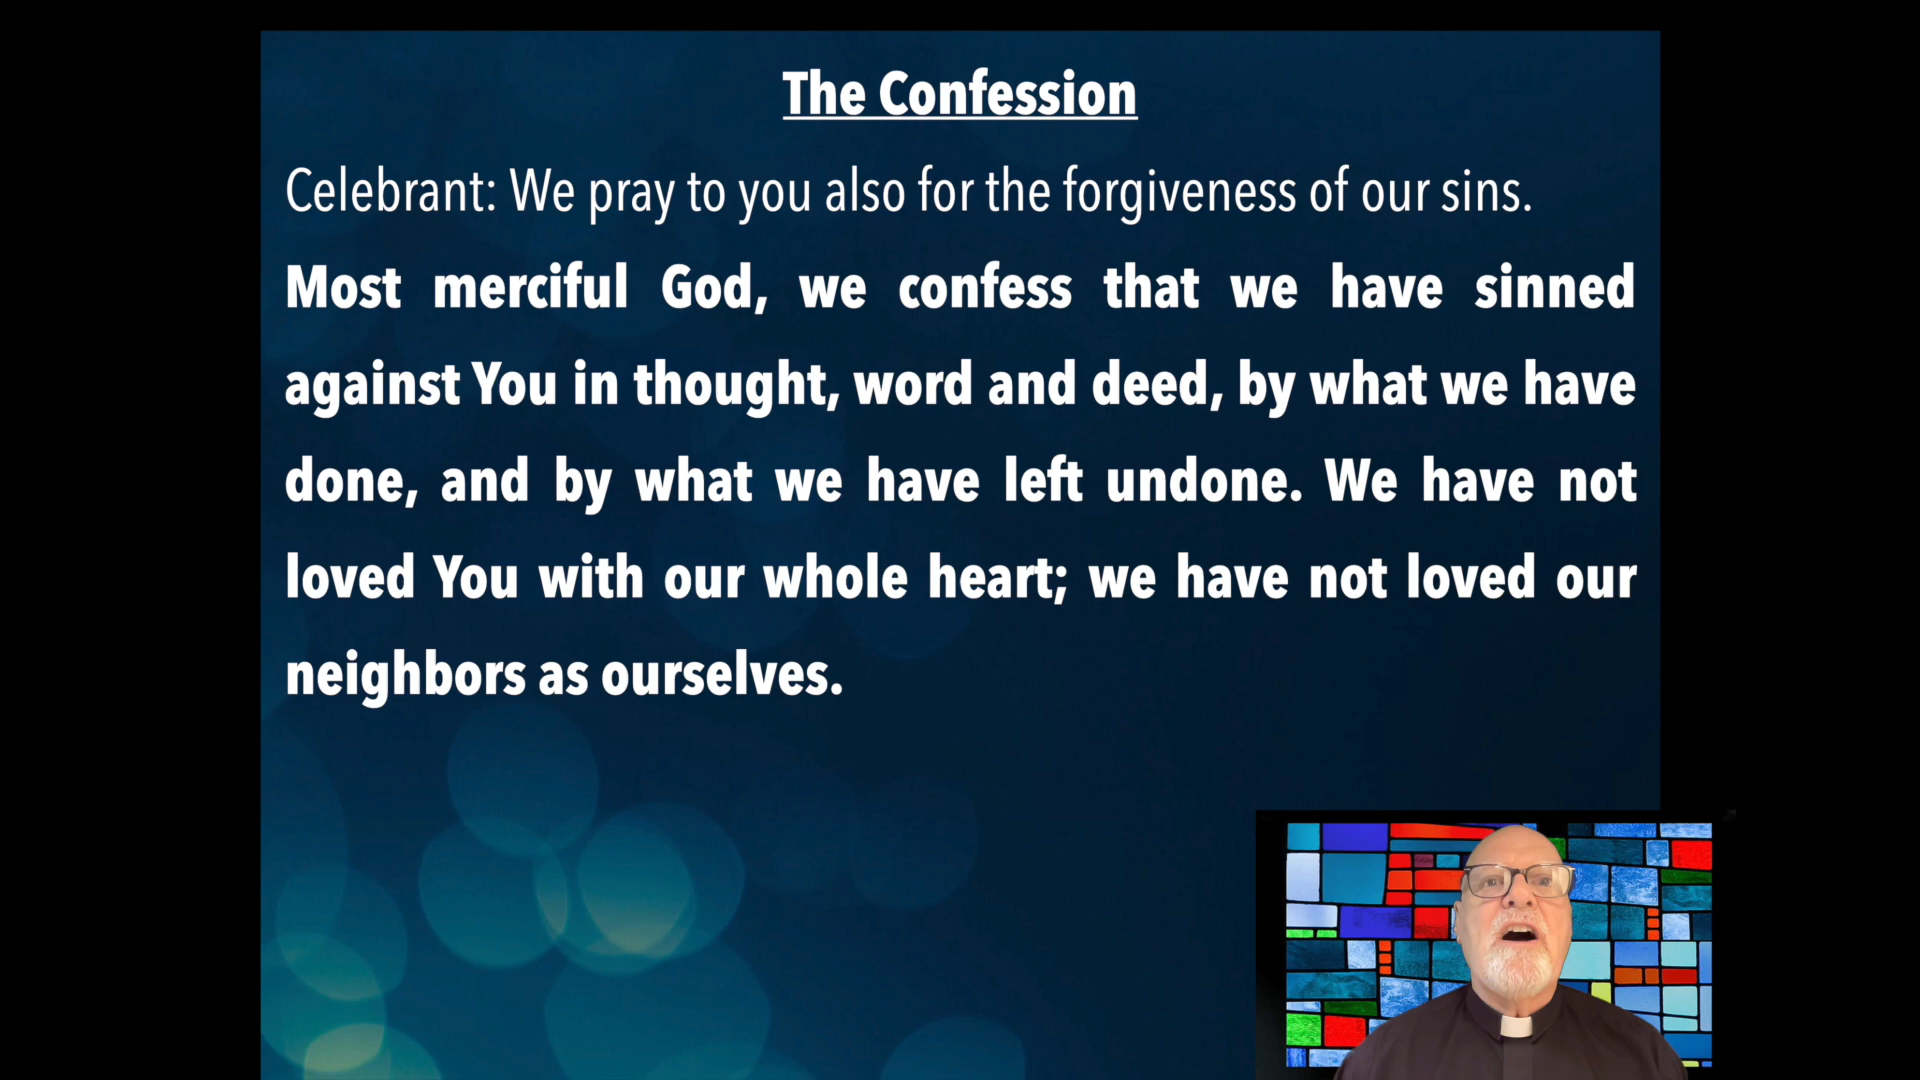 The Confession
Celebrant: We pray to you also for the forgiveness of our sins.
Most merciful God, we confess that we have sinned
against You in thought, word and deed, by what we have
done, and by what we have left undone. We have not
loved You with our whole heart; we have not loved our
neighbors as ourselves.